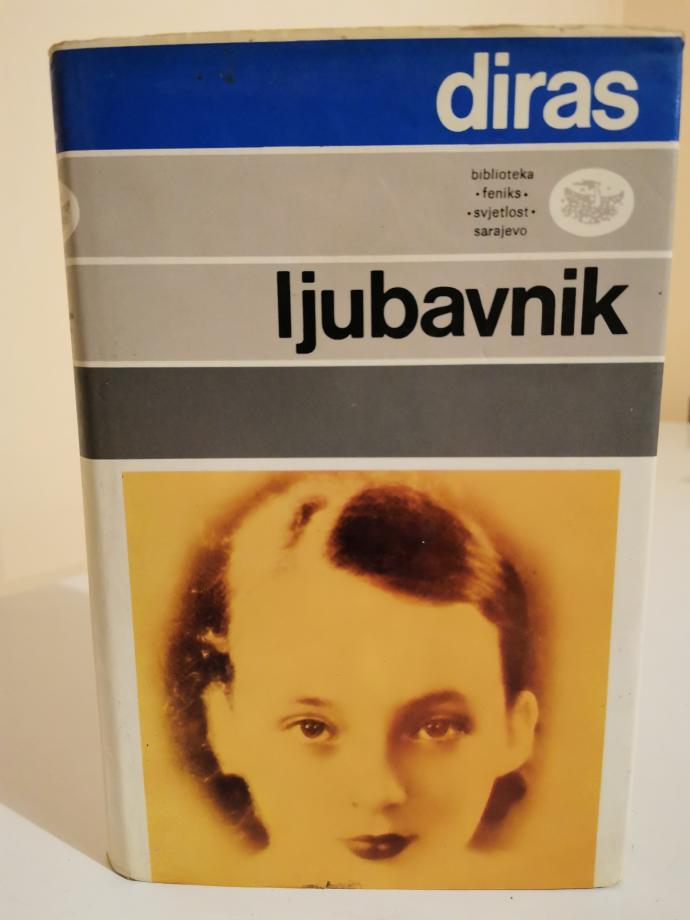 diras
biblioteka
•feniks•
•svjetlost•
sarajevo
ljubavnik